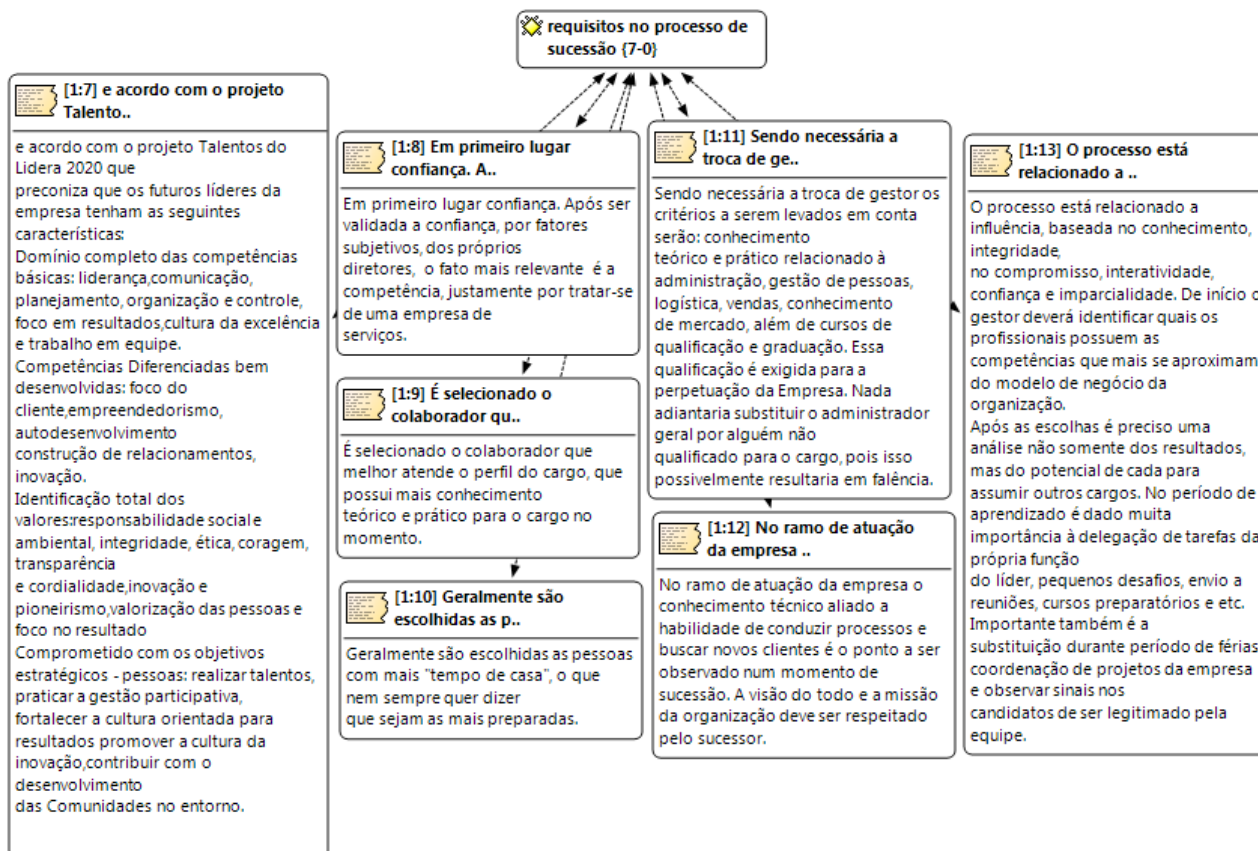 requisitos no processo de
sucessão {7-0}
[1:7] e acordo com o projeto
Talento..
e acordo com o projeto Talentos do
Lidera 2020 que
preconiza que os futuros líderes da
empresa tenham as seguintes
características:
Domínio completo das competências
básicas: liderança,comunicação,
planejamento, organização e controle,
foco em resultados,cultura da excelência
e trabalho em equipe.
Competências Diferenciadas bem
desenvolvidas: foco do
cliente,empreendedorismo,
autodesenvolvimento
construção de relacionamentos,
inovação.
Identificação total dos
valores:responsabilidade social e
ambiental, integridade, ética, coragem,
transparência
e cordialidade,inovação e
pioneirismo,valorização das pessoas e
foco no resultado
Comprometido com os objetivos
estratégicos - pessoas: realizar talentos,
praticar a gestão participativa,
fortalecer a cultura orientada para
resultados promover a cultura da
inovação,contribuir com o
desenvolvimento
das Comunidades no entorno.
[1:8] Em primeiro lugar
confiança. A..
Em primeiro lugar confiança. Após ser
validada a confiança, por fatores
subjetivos, dos próprios
diretores, o fato mais relevante é a
competência, justamente por tratar-se
de uma empresa de
serviços.
[1:9] É selecionado o
colaborador qu..
É selecionado o colaborador que
melhor atende o perfil do cargo, que
possui mais conhecimento
teórico e prático para o cargo no
momento.
[1:10] Geralmente são
escolhidas as p..
Geralmente são escolhidas as pessoas
com mais "tempo de casa", o que
nem sempre quer dizer
que sejam as mais preparadas.
[1:11] Sendo necessária a
troca de ge..
Sendo necessária a troca de gestor os
critérios a serem levados em conta
serão: conhecimento
teórico e prático relacionado à
administração, gestão de pessoas,
logística, vendas, conhecimento
de mercado, além de cursos de
qualificação e graduação. Essa
qualificação é exigida para a
perpetuação da Empresa. Nada
adiantaria substituir o administrador
geral por alguém não
qualificado para o cargo, pois isso
possivelmente resultaria em falência.
[1:12] No ramo de atuação
da empresa ..
No ramo de atuação da empresa o
conhecimento técnico aliado a
habilidade de conduzir processos e
buscar novos clientes é o ponto a ser
observado num momento de
sucessão. A visão do todo e a missão
da organização deve ser respeitado
pelo sucessor.
[1:13] O processo está
relacionado a ..
O processo está relacionado a
influência, baseada no conhecimento,
integridade,
no compromisso, interatividade,
confiança e imparcialidade. De início o
gestor deverá identificar quais os
profissionais possuem as
competências que mais se aproximam
do modelo de negócio da
organização.
Após as escolhas é preciso uma
análise não somente dos resultados,
mas do potencial de cada para
assumir outros cargos. No período de
aprendizado é dado muita
importância à delegação de tarefas da
própria função
do líder, pequenos desafios, envio a
reuniões, cursos preparatórios e etc.
Importante também é a
substituição durante período de férias
coordenação de projetos da empresa
e observar sinais nos
candidatos de ser legitimado pela
equipe.